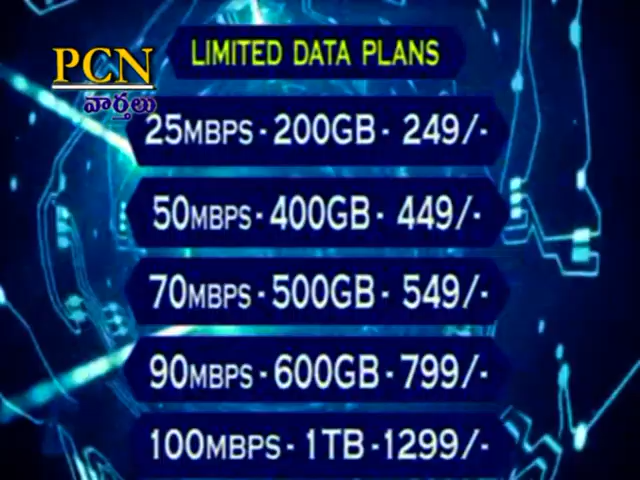 PCN
వార్తలు
LIMITED DATA PLANS
25MBPS - 200GB - 249/-
50MBPS - 400GB - 449/-
70MBPS - 500GB - 549/-
90MBPS - 600GB - 799/-
100MBPS - 1TB -1299/-